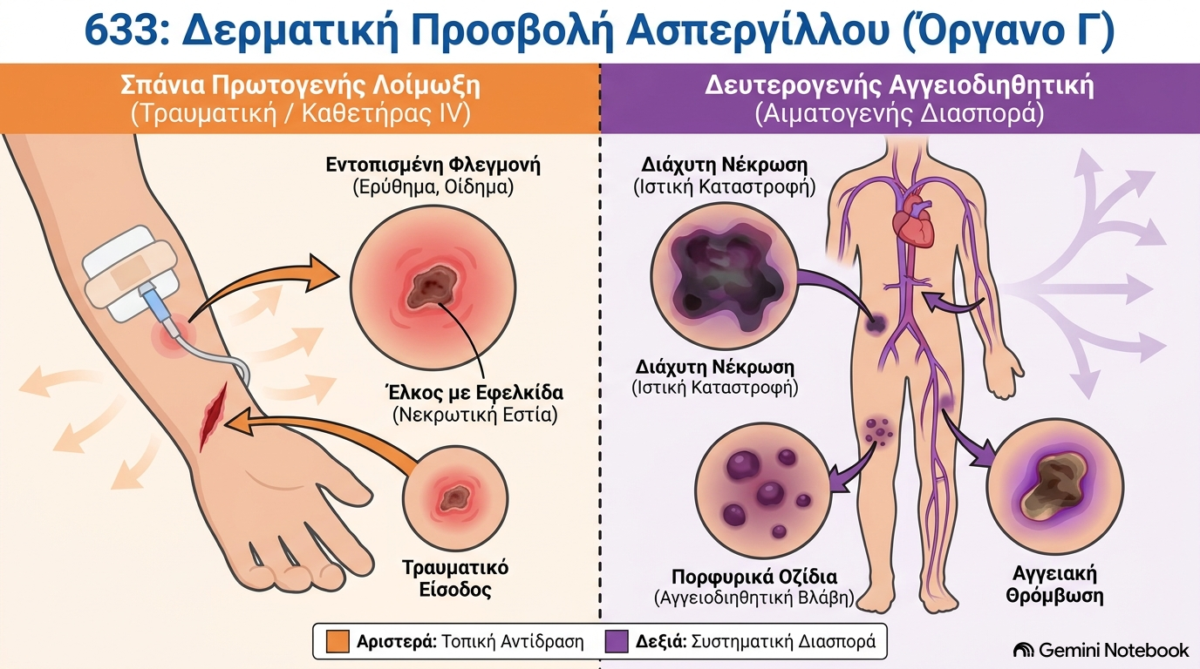 633: Δερματική Προσβολή Ασπεργίλλου (Όργανο Γ)
Σπάνια Πρωτογενής Λοίμωξη
(Τραυματική / Καθετήρας IV)
Εντοπισμένη Φλεγμονή
(Ερύθημα, Οίδημα)
Έλκος με Εφελκίδα
(Νεκρωτική Εστία)
Τραυματικό
Είσοδος
Δευτερογενής Αγγειοδιηθητική
(Αιματογενής Διασπορά)
Διάχυτη Νέκρωση
(Ιστική Καταστροφή)
Διάχυτη Νέκρωση
(Ιστική Καταστροφή)
Πορφυρικά Οζίδια
(Αγγειοδιηθητική Βλάβη)
Αγγειακή
Θρόμβωση
Αριστερά: Τοπική Αντίδραση
Δεξιά: Συστηματική Διασπορά
Gemini Notebook